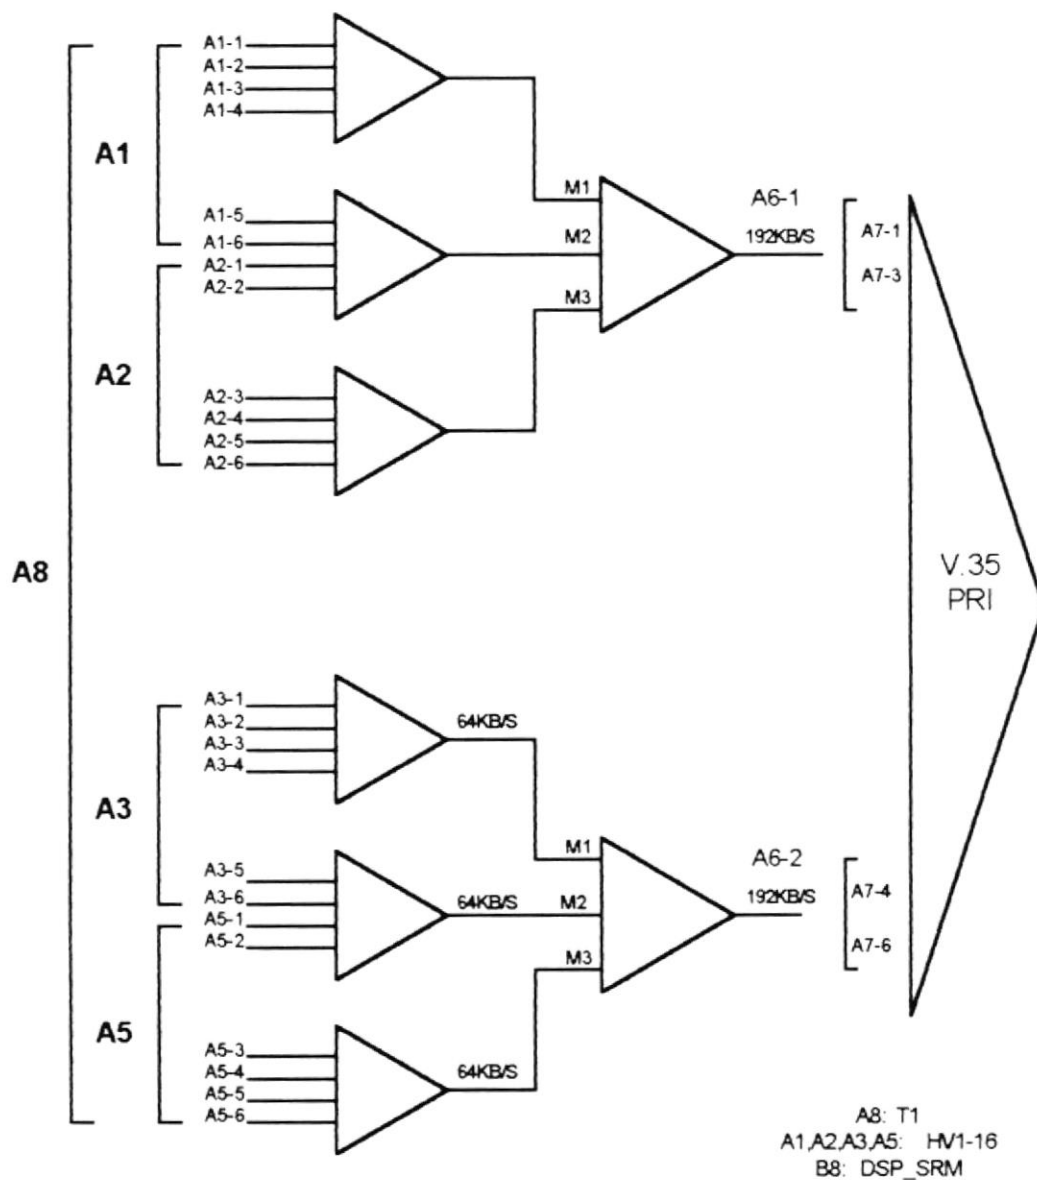 A1-1
A1-2
A1-3
A1-4
A1
M1
A6-1
192KB/S
A7-1
A1-5
A1-6
A2-1
A2-2
M2
A7-3
M3
A2
A2-3
A2-4
A2-5
A2-6
A8
V.35
PRI
A3-1
A3-2
A3-3
A3-4
64KB/S
A3
M1
A6-2
192KB/S
A7-4
A3-5
A3-6
A5-1
A5-2
64KB/S
M2
A7-6
M3
A5
A5-3
A5-4
A5-5
A5-6
64KB/S
A8: T1
A1,A2,A3,A5: HV1-16
B8: DSP_SRM